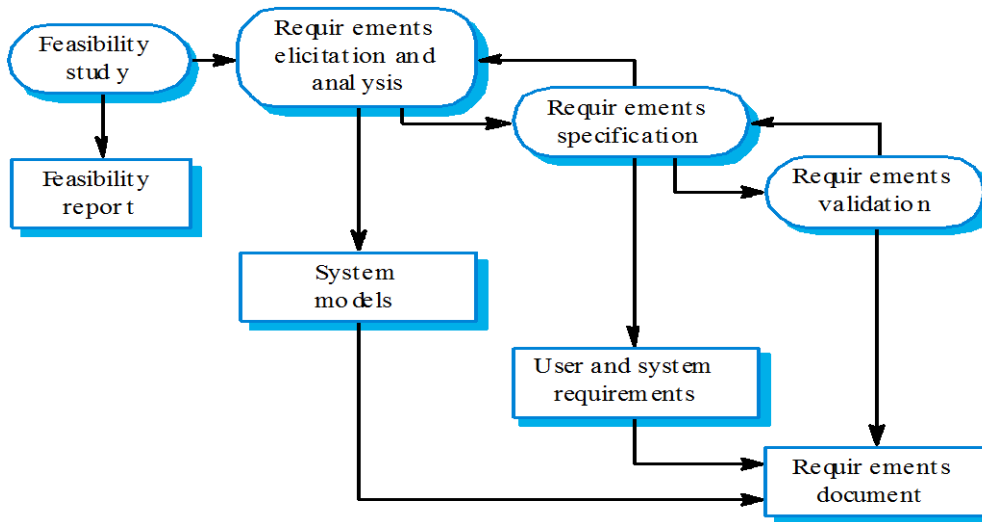 Feasibility
study
Requirements
elicitation and
analysis
Requirements
specification
Requirements
validation
Feasibility
report
System
models
User and system
requirements
Requirements
document